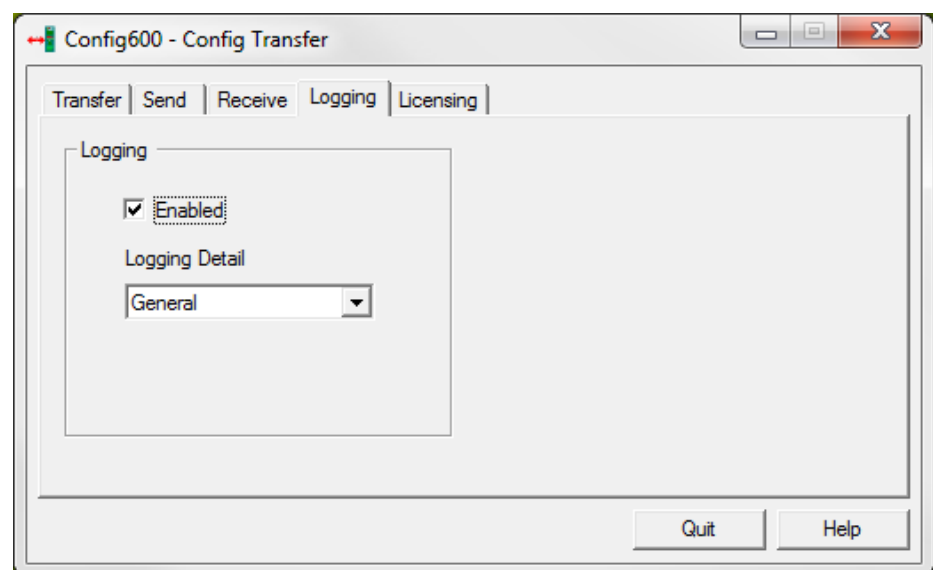 Config600 - Config Transfer
Transfer Send Receive Logging Licensing
Logging
Enabled
Logging Detail
General
Quit Help